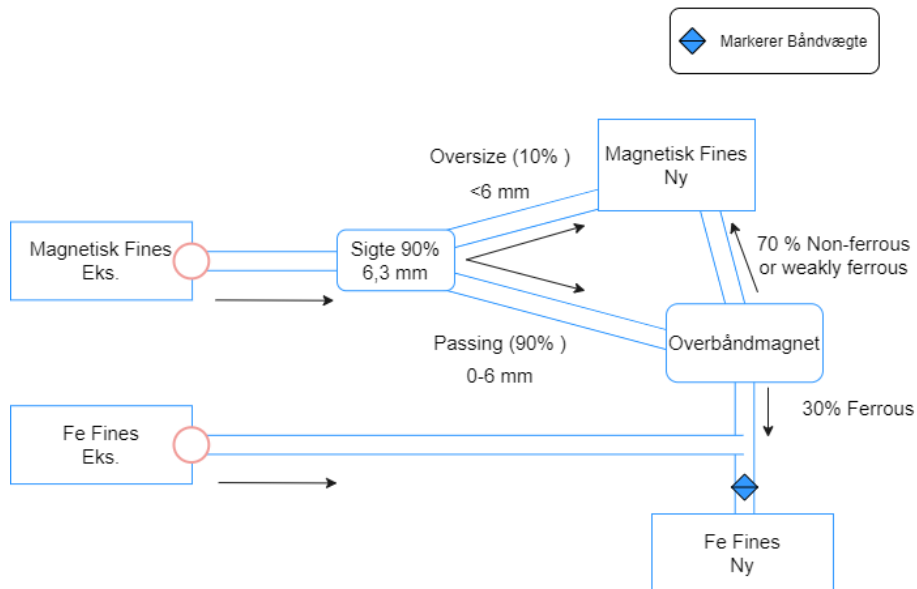 Markerer Båndvægte
Magnetisk Fines
Ny
Oversize (10% )
<6 mm
Magnetisk Fines
Eks.
Sigte 90%
6,3 mm
70 % Non-ferrous
or weakly ferrous
Passing (90% )
0-6 mm
Overbåndmagnet
30% Ferrous
Fe Fines
Eks.
Fe Fines
Ny